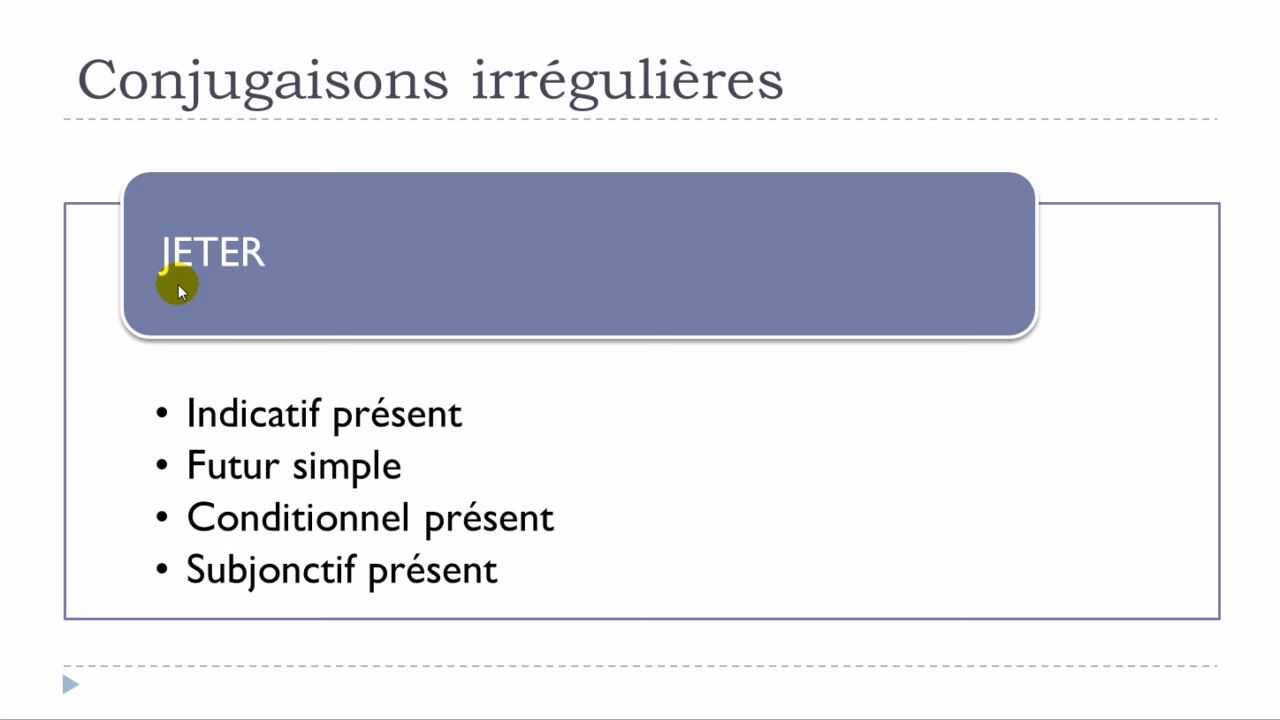 Conjugaisons irrégulières
JETER
• Indicatif présent
• Futur simple
• Conditionnel présent
• Subjonctif présent